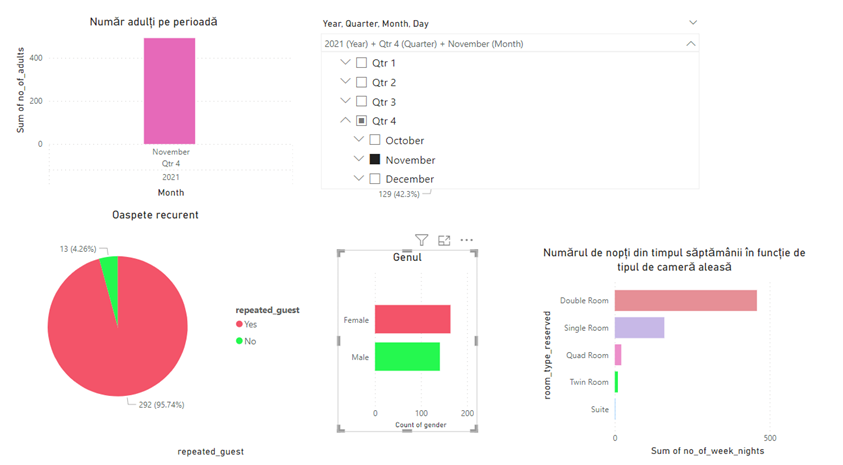 Număr adulți pe perioadă
Sum of no_of_adults
400
200
0
November
Qtr 4
2021
Month
Year, Quarter, Month, Day
2021 (Year) + Qtr 4 (Quarter) + November (Month)
Qtr 1
Qtr 2
Qtr 3
Qtr 4
October
November
December
129 (42.3%)
Oaspete recurent
13 (4.26%)
292 (95.74%)
repeated_guest
Yes
No
repeated_guest
Genul
Female
Male
0
100
200
Count of gender
Numărul de nopți din timpul săptămânii în funcție de
tipul de cameră aleasă
room_type_reserved
Double Room
Single Room
Quad Room
Twin Room
Suite
0
500
Sum of no_of_week_nights